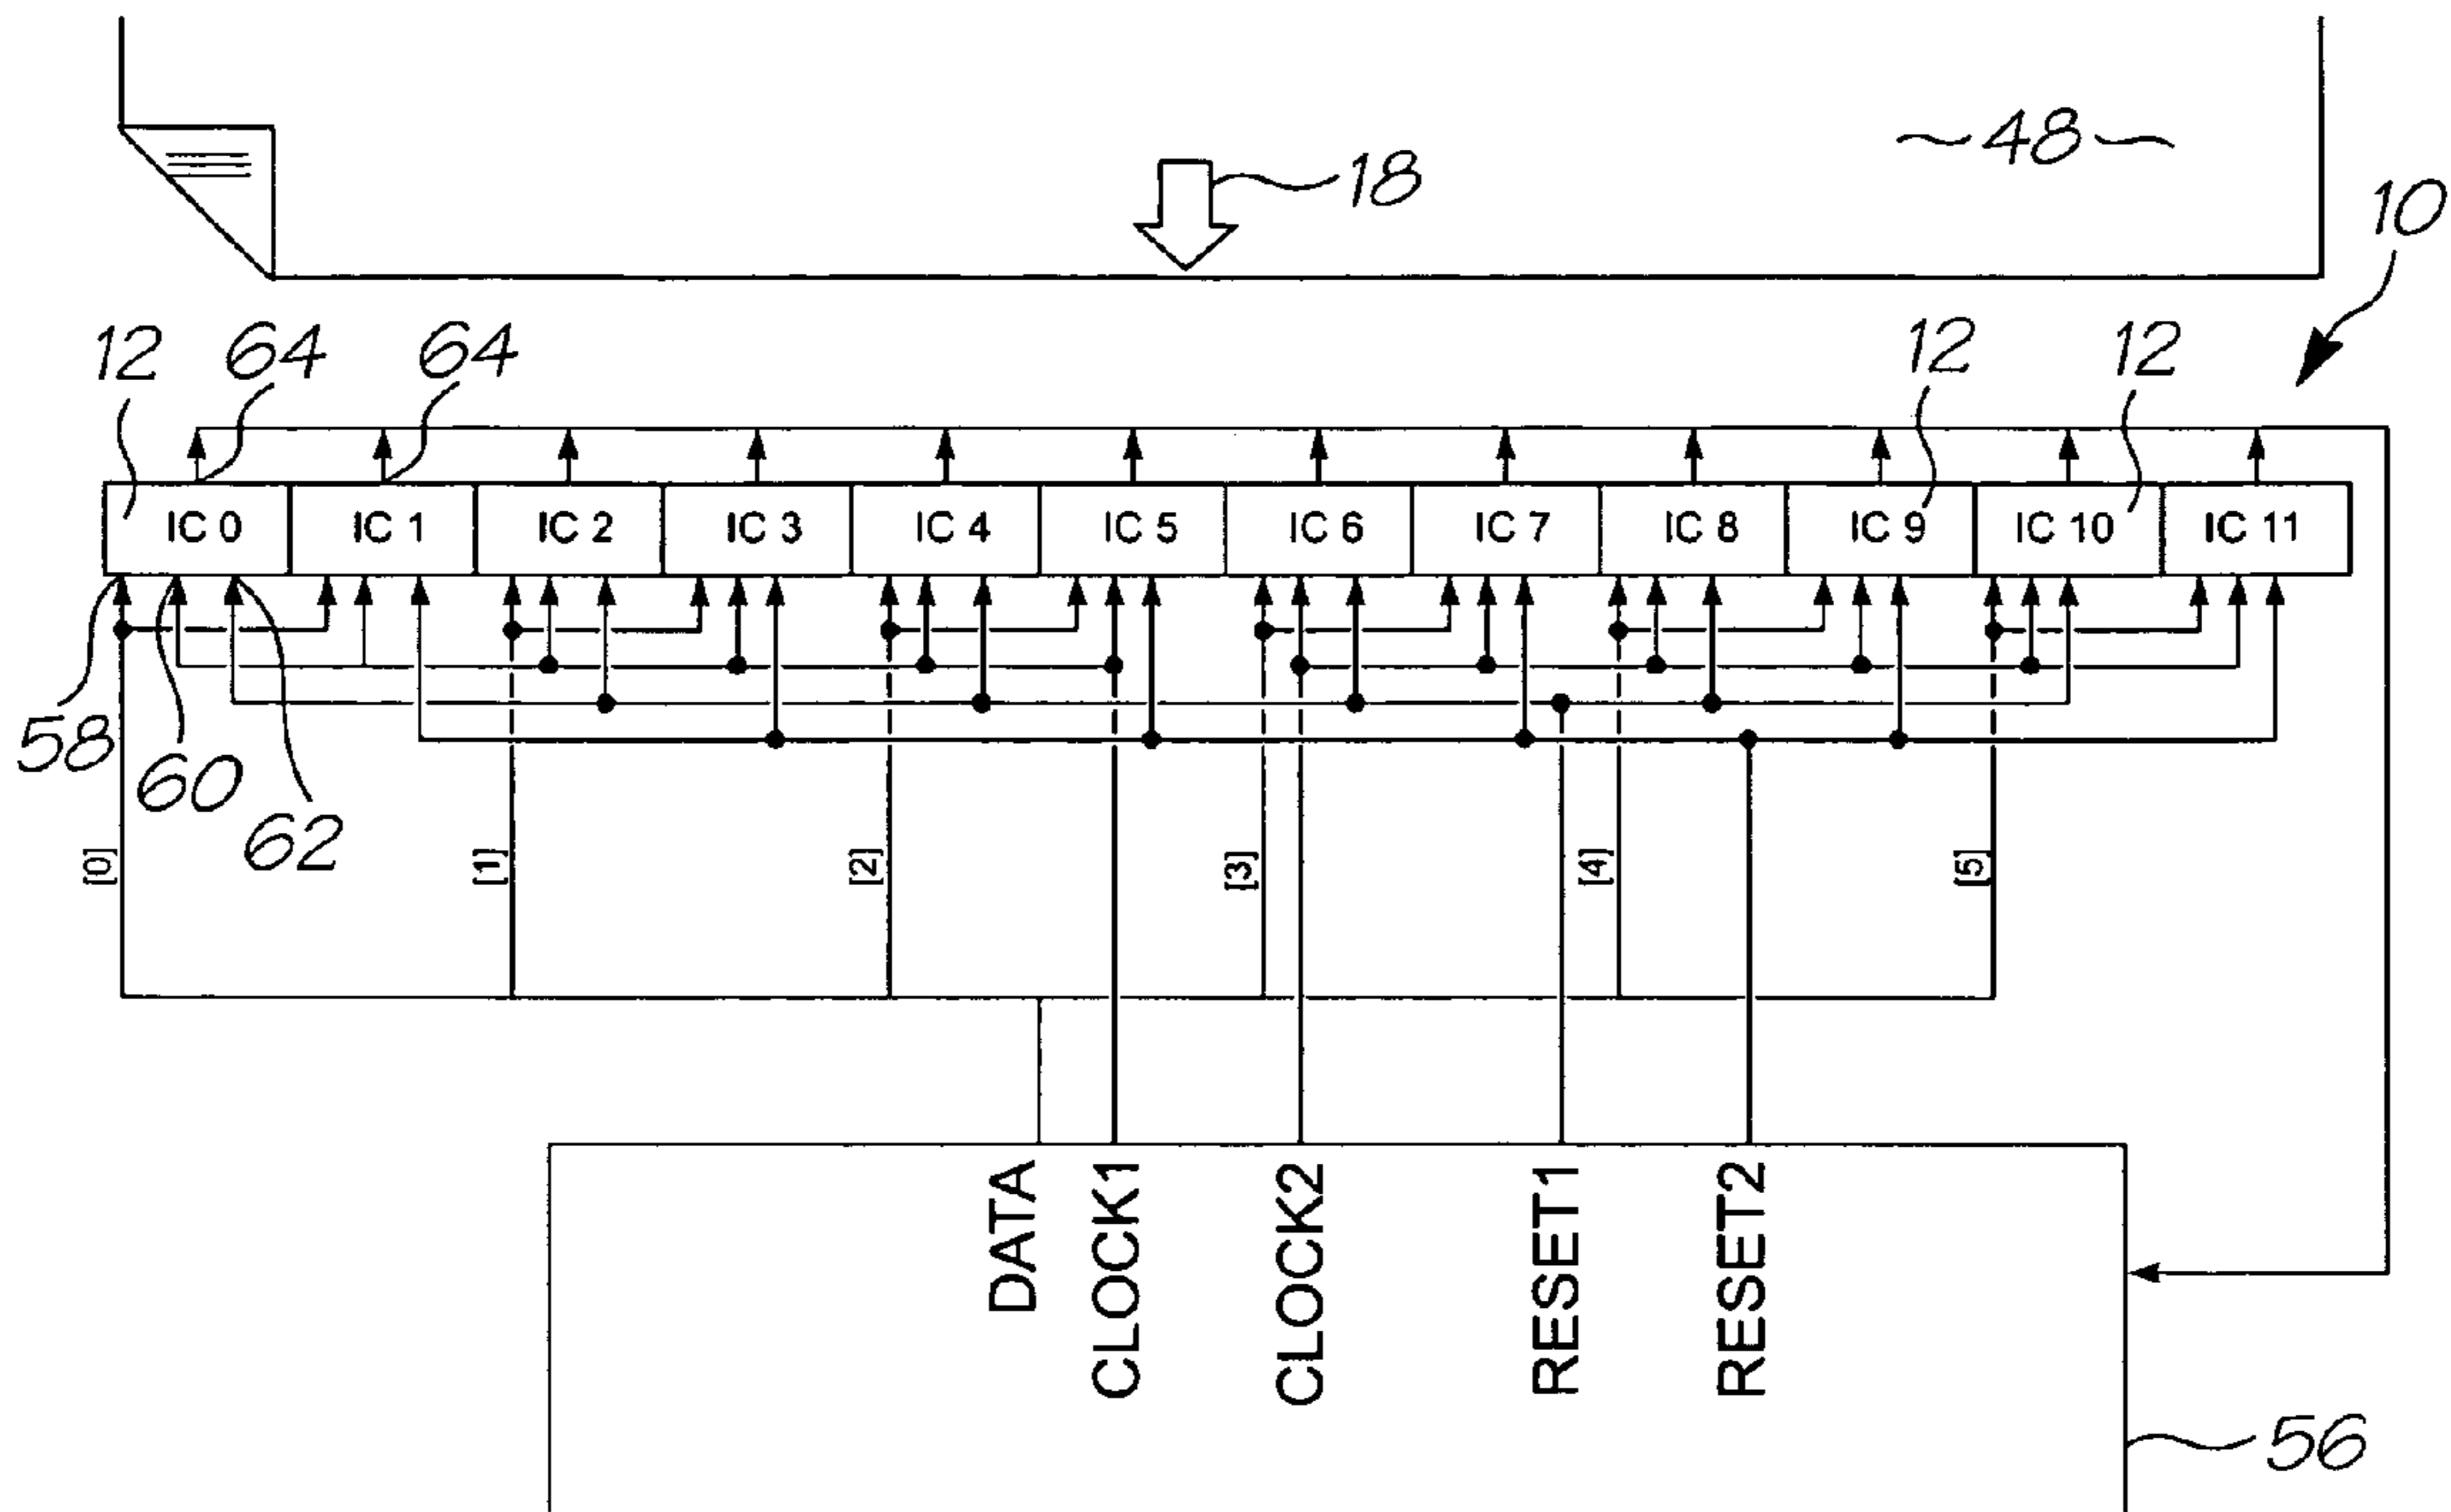 ~48~
18
10
12
64
64
12
12
IC 0
IC 1
IC 2
IC 3
IC 4
IC 5
IC 6
IC 7
IC 8
IC 9
IC 10
IC 11
58
60
62
[0]
[1]
[2]
[3]
[4]
[5]
DATA
CLOCK1
CLOCK2
RESET1
RESET2
56